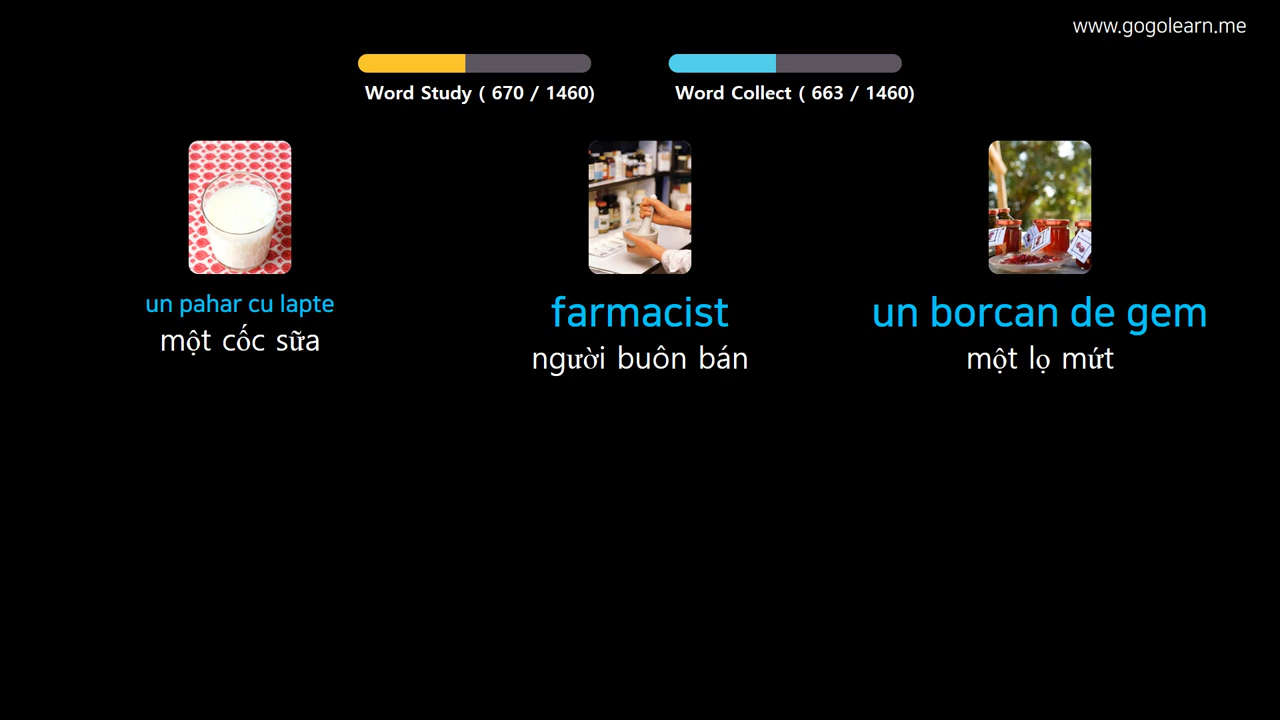 www.gogolearn.me
Word Study ( 670 / 1460)
Word Collect ( 663 / 1460)
un pahar cu lapte
một cốc sữa
farmacist
người buôn bán
un borcan de gem
một lọ mứt